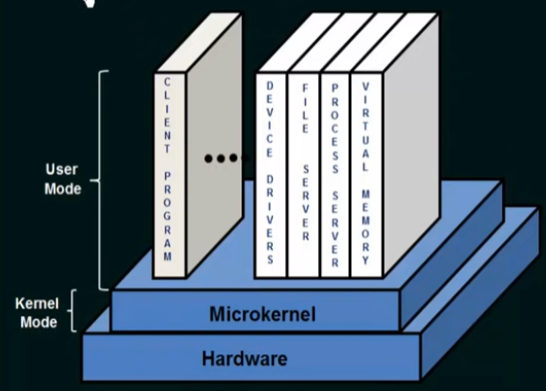 CLIENT PROGRAM
DEVICE DRIVERS
FILE SERVER
PROCESS SERVER
VIRTUAL MEMORY
User
Mode
Kernel
Mode
Microkernel
Hardware